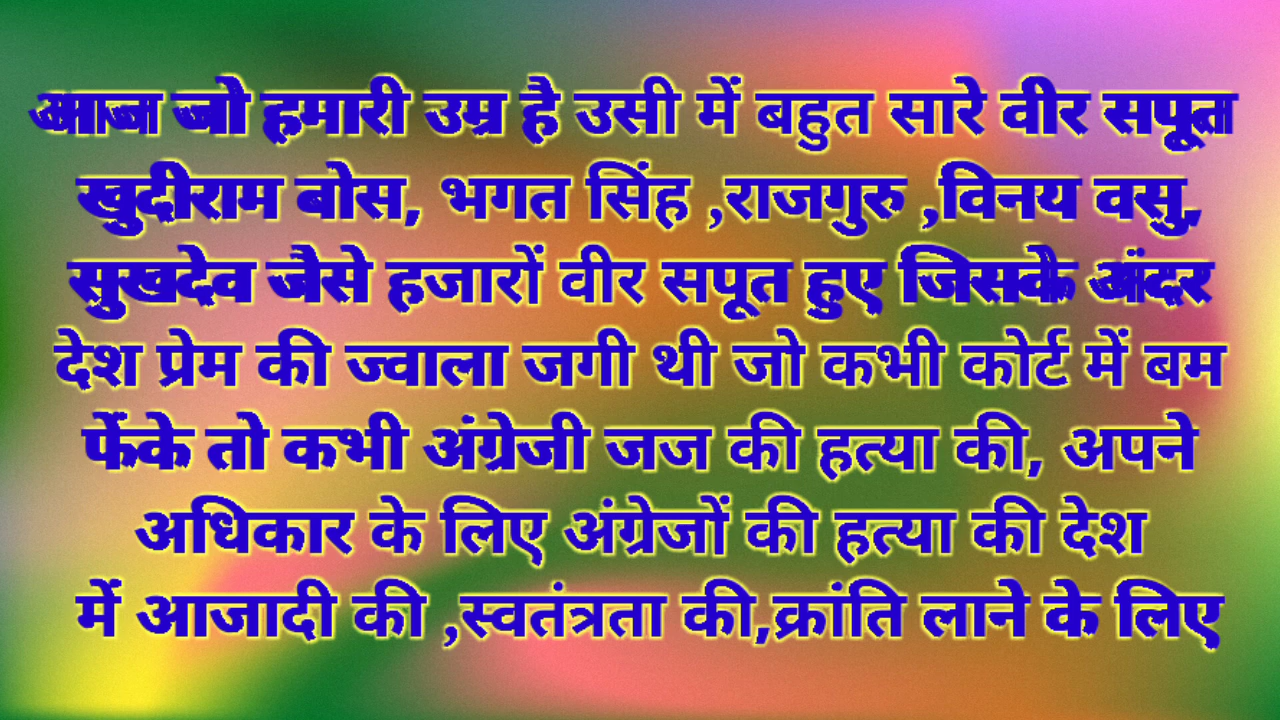 आज जो हमारी उम्र है उसी में बहुत सारे वीर सपूत
खुदीराम बोस, भगत सिंह ,राजगुरु ,विनय वसु,
सुखदेव जैसे हजारों वीर सपूत हुए जिसके अंदर
देश प्रेम की ज्वाला जगी थी जो कभी कोर्ट में बम
फेंके तो कभी अंग्रेजी जज की हत्या की, अपने
अधिकार के लिए अंग्रेजों की हत्या की देश
में आजादी की ,स्वतंत्रता की,क्रांति लाने के लिए